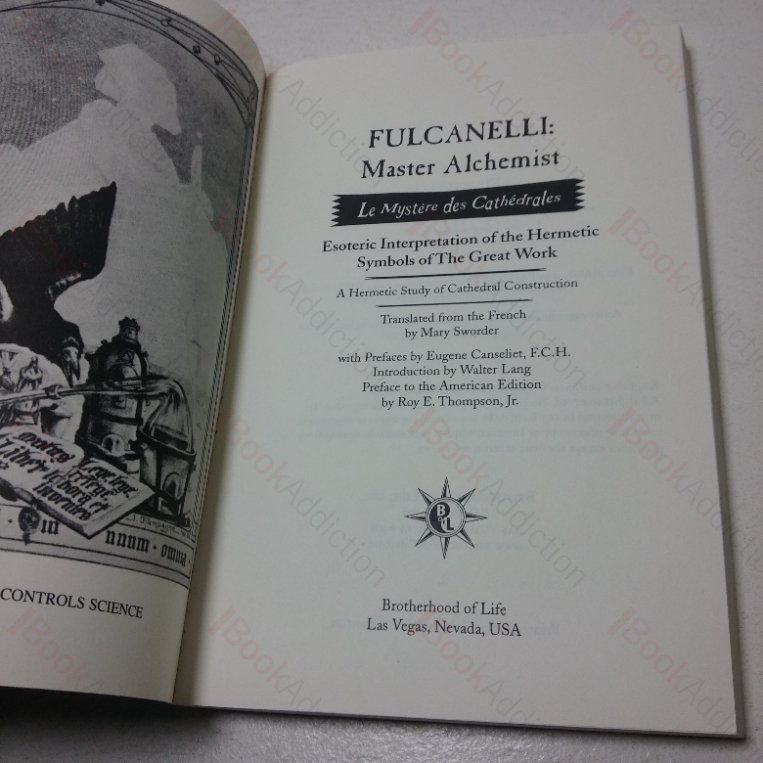 CONTROLS SCIENCE
FULCANELLI:
Master Alchemist
Le Mystère des Cathédrales
Esoteric Interpretation of the Hermetic
Symbols of The Great Work
A Hermetic Study of Cathedral Construction
Translated from the French
by Mary Sworder
with Prefaces by Eugene Canseliet, F.C.H.
Introduction by Walter Lang
Preface to the American Edition
by Roy E. Thompson, Jr.
B L
Brotherhood of Life
Las Vegas, Nevada, USA
BookAddiction